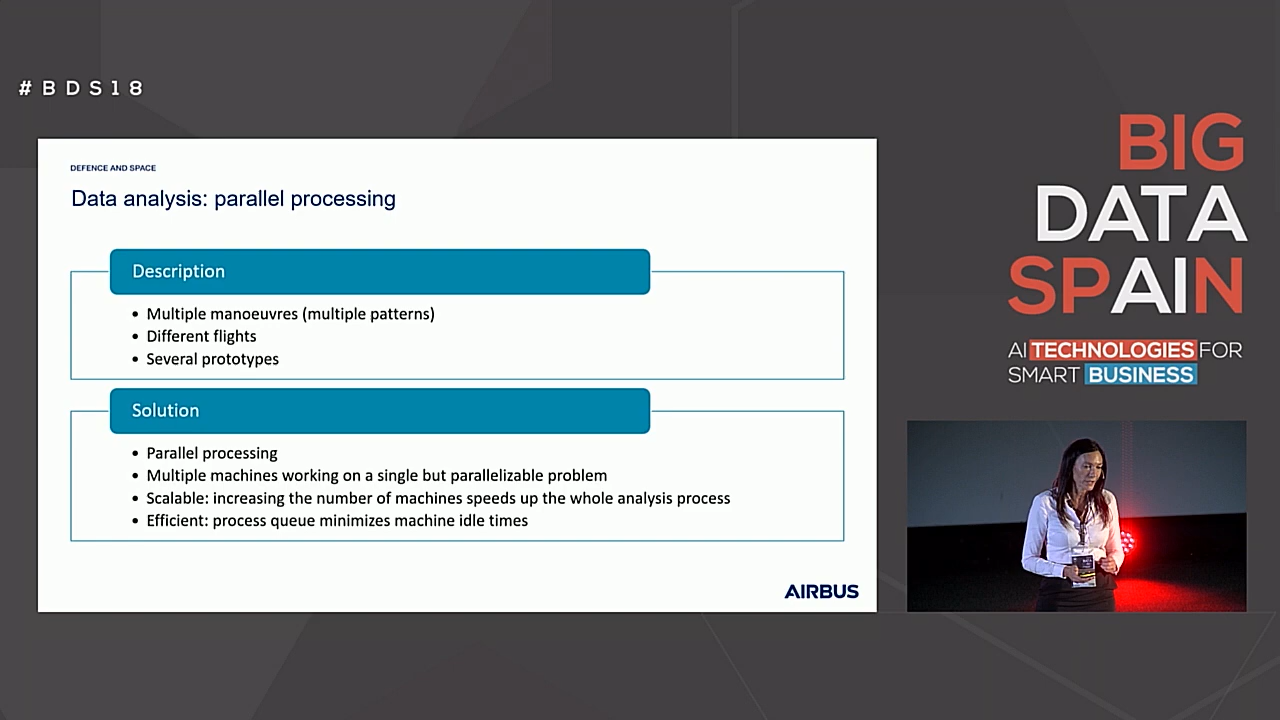 #BDS18
DEFENCE AND SPACE
Data analysis: parallel processing
Description
• Multiple manoeuvres (multiple patterns)
• Different flights
• Several prototypes
Solution
• Parallel processing
• Multiple machines working on a single but parallelizable problem
• Scalable: increasing the number of machines speeds up the whole analysis process
• Efficient: process queue minimizes machine idle times
AIRBUS
BIG
DATA
SPAIN
AI TECHNOLOGIES FOR
SMART BUSINESS